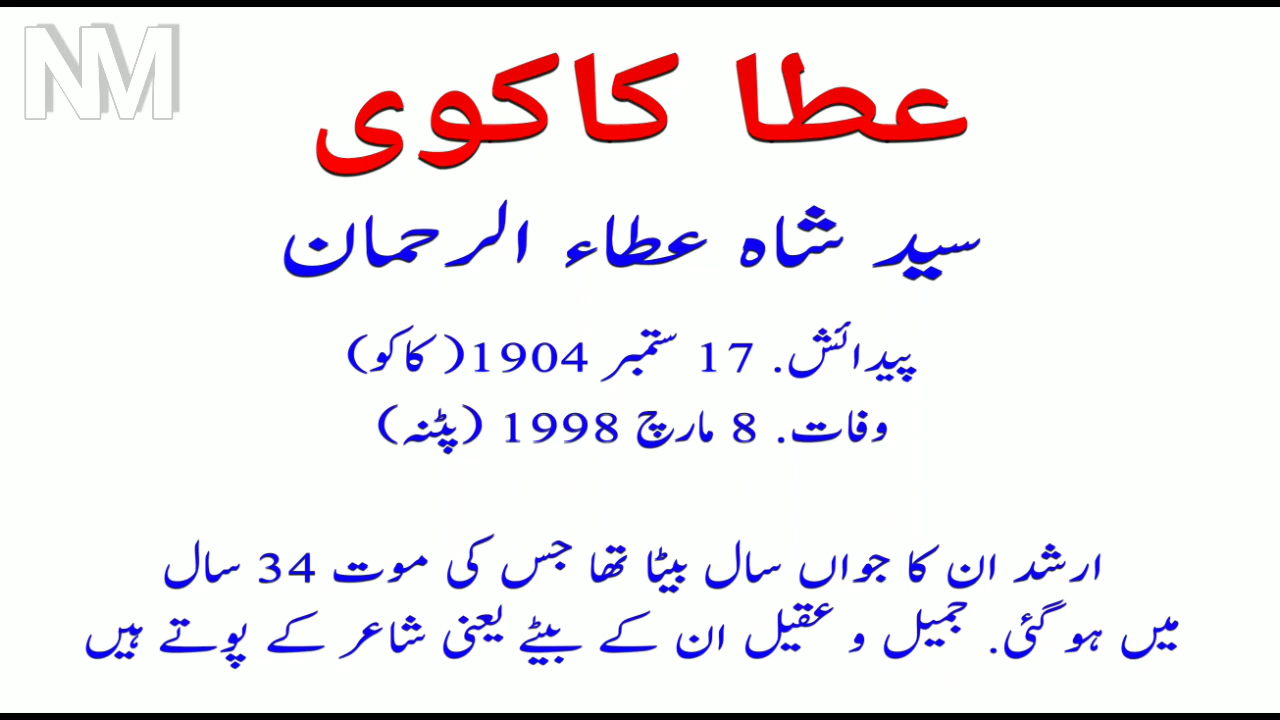 NM
عطا کاکوی
سید شاہ عطاء الرحمان
پیدائش. 17 ستمبر 1904( کاکو)
وفات. 8 مارچ 1998 (پٹنہ)
ارشد ان کا جواں سال بیٹا تھا جس کی موت 34 سال
میں ہو گئی. جمیل و عقیل ان کے بیٹے یعنی شاعر کے پوتے ہیں